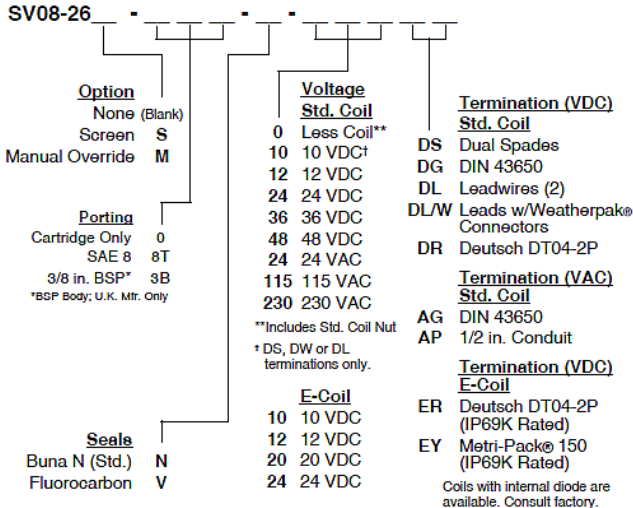 SV08-26__ - ___ - _ - ___ __
Option
None (Blank)
Screen S
Manual Override M
Porting
Cartridge Only 0
SAE 8 8T
3/8 in. BSP* 3B
*BSP Body; U.K. Mfr. Only
Seals
Buna N (Std.) N
Fluorocarbon V
Voltage
Std. Coil
0 Less Coil**
10 10 VDC†
12 12 VDC
24 24 VDC
36 36 VDC
48 48 VDC
24 24 VAC
115 115 VAC
230 230 VAC
**Includes Std. Coil Nut
† DS, DW or DL
terminations only.
E-Coil
10 10 VDC
12 12 VDC
20 20 VDC
24 24 VDC
Termination (VDC)
Std. Coil
DS Dual Spades
DG DIN 43650
DL Leadwires (2)
DL/W Leads w/Weatherpak®
Connectors
DR Deutsch DT04-2P
Termination (VAC)
Std. Coil
AG DIN 43650
AP 1/2 in. Conduit
Termination (VDC)
E-Coil
ER Deutsch DT04-2P
(IP69K Rated)
EY Metri-Pack® 150
(IP69K Rated)
Coils with internal diode are
available. Consult factory.